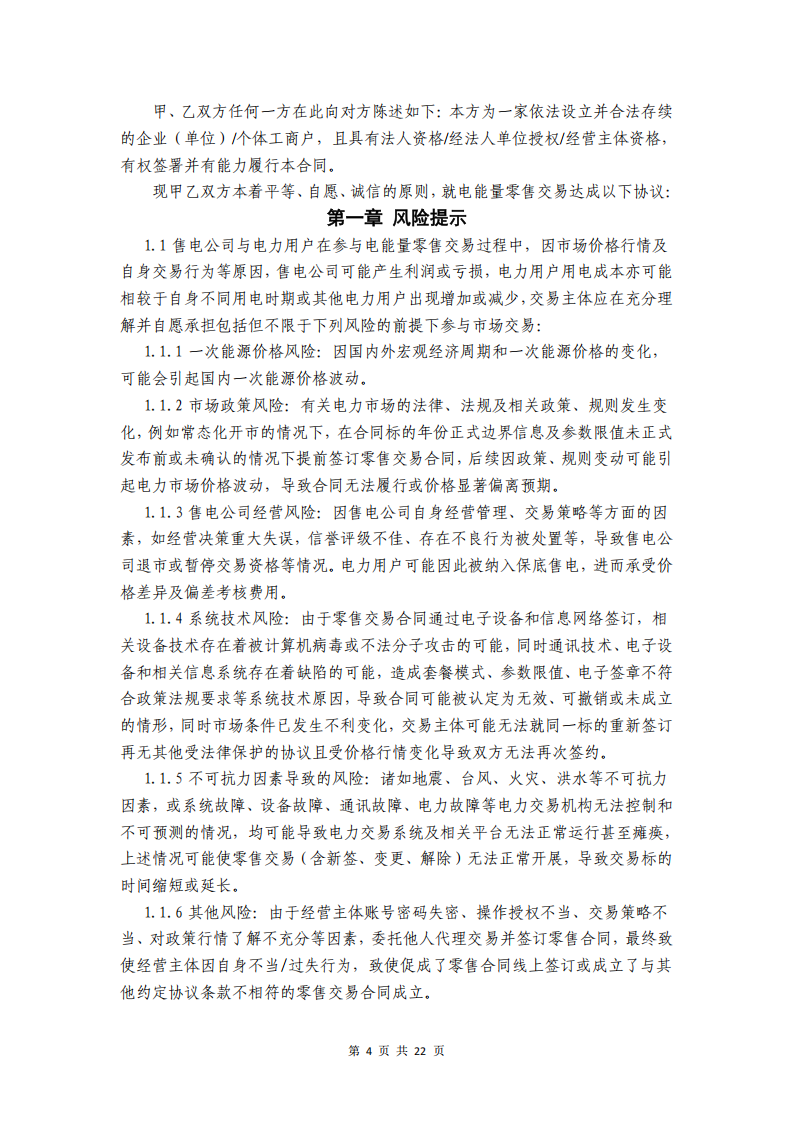 甲、乙双方任何一方在此向对方陈述如下：本方为一家依法设立并合法存续
的企业（单位）/个体工商户，且具有法人资格/经法人单位授权/经营主体资格，
有权签署并有能力履行本合同。
现甲乙双方本着平等、自愿、诚信的原则，就电能量零售交易达成以下协议：
第一章 风险提示
1.1 售电公司与电力用户在参与电能量零售交易过程中，因市场价格行情及
自身交易行为等原因，售电公司可能产生利润或亏损，电力用户用电成本亦可能
相较于自身不同用电时期或其他电力用户出现增加或减少，交易主体应在充分理
解并自愿承担包括但不限于下列风险的前提下参与市场交易：
1.1.1 一次能源价格风险：因国内外宏观经济周期和一次能源价格的变化，
可能会引起国内一次能源价格波动。
1.1.2 市场政策风险：有关电力市场的法律、法规及相关政策、规则发生变
化，例如常态化开市的情况下，在合同标的年份正式边界信息及参数限值未正式
发布前或未确认的情况下提前签订零售交易合同，后续因政策、规则变动可能引
起电力市场价格波动，导致合同无法履行或价格显著偏离预期。
1.1.3 售电公司经营风险：因售电公司自身经营管理、交易策略等方面的因
素，如经营决策重大失误，信誉评级不佳、存在不良行为被处置等，导致售电公
司退市或暂停交易资格等情况。电力用户可能因此被纳入保底售电，进而承受价
格差异及偏差考核费用。
1.1.4 系统技术风险：由于零售交易合同通过电子设备和信息网络签订，相
关设备技术存在着被计算机病毒或不法分子攻击的可能，同时通讯技术、电子设
备和相关信息系统存在着缺陷的可能，造成套餐模式、参数限值、电子签章不符
合政策法规要求等系统技术原因，导致合同可能被认定为无效、可撤销或未成立
的情形，同时市场条件已发生不利变化，交易主体可能无法就同一标的重新签订
再无其他受法律保护的协议且受价格行情变化导致双方无法再次签约。
1.1.5 不可抗力因素导致的风险：诸如地震、台风、火灾、洪水等不可抗力
因素，或系统故障、设备故障、通讯故障、电力故障等电力交易机构无法控制和
不可预测的情况，均可能导致电力交易系统及相关平台无法正常运行甚至瘫痪，
上述情况可能使零售交易（含新签、变更、解除）无法正常开展，导致交易标的
时间缩短或延长。
1.1.6 其他风险：由于经营主体账号密码失密、操作授权不当、交易策略不
当、对政策行情了解不充分等因素，委托他人代理交易并签订零售合同，最终致
使经营主体因自身不当/过失行为，致使促成了零售合同线上签订或成立了与其
他约定协议条款不相符的零售交易合同成立。
第 4 页 共 22 页